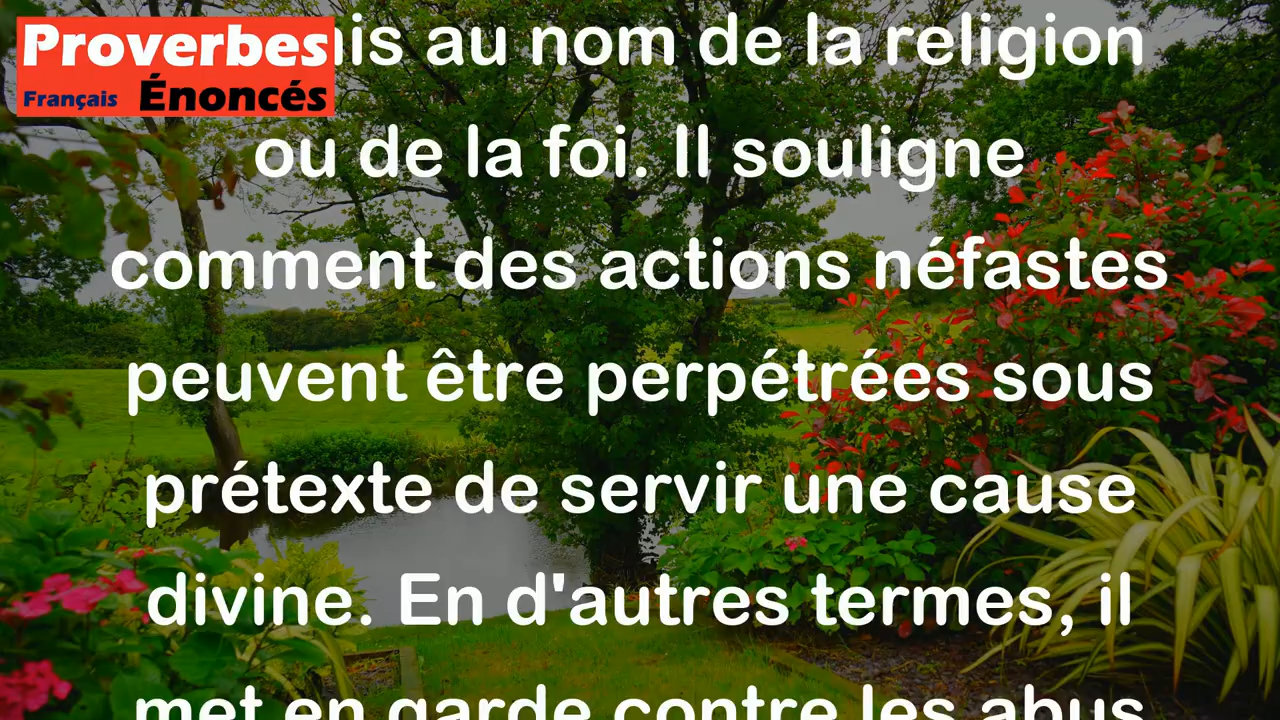 Proverbes
Français Énoncés
au nom de la religion
ou de la foi. Il souligne
comment des actions néfastes
peuvent être perpétrées sous
prétexte de servir une cause
divine. En d'autres termes, il
met en garde contre les abus